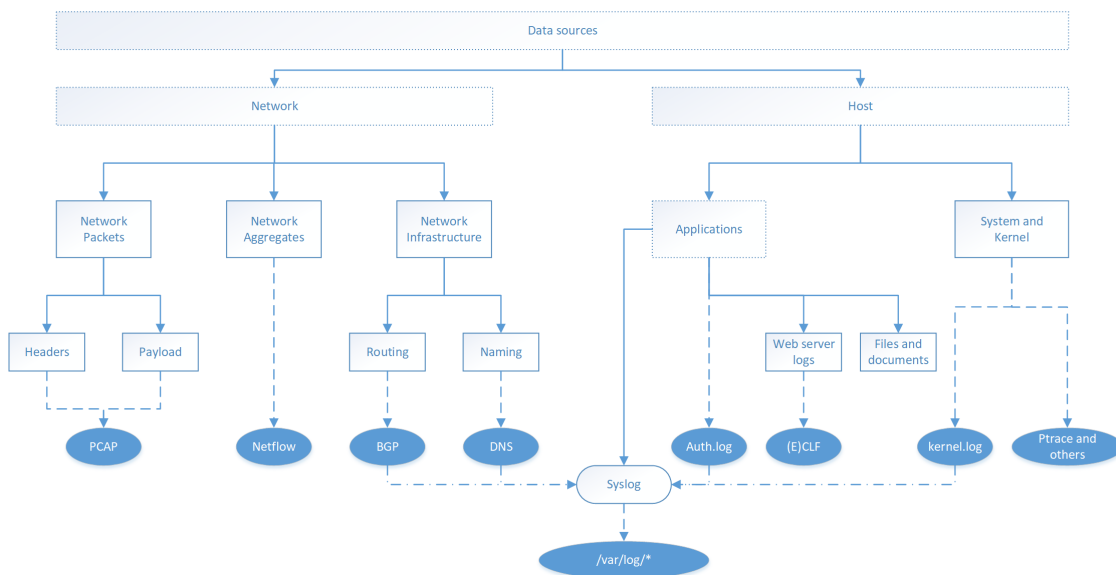 Data sources
Network
Host
Network
Packets
Network
Aggregates
Network
Infrastructure
Applications
System and
Kernel
Headers
Payload
Routing
Naming
Web server
logs
Files and
documents
PCAP
Netflow
BGP
DNS
Auth.log
(E)CLF
kernel.log
Ptrace and
others
Syslog
/var/log/*